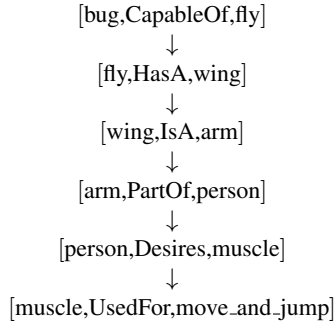 [bug,CapableOf,fly]
↓
[fly,HasA,wing]
↓
[wing,IsA,arm]
↓
[arm,PartOf,person]
↓
[person,Desires,muscle]
↓
[muscle,UsedFor,move_and_jump]